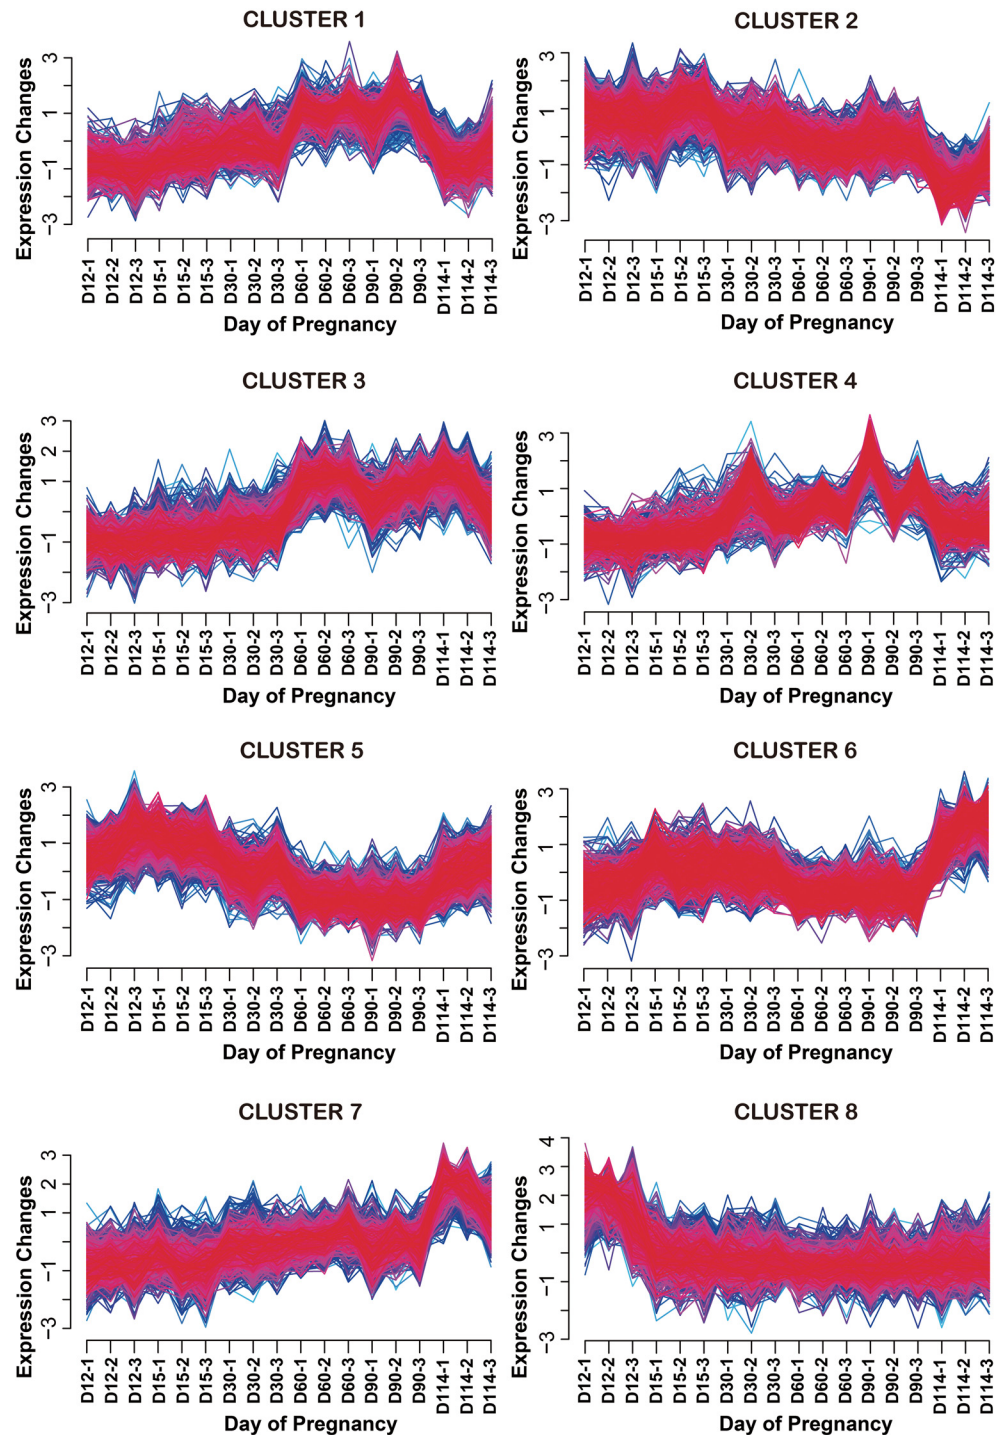 CLUSTER 1
Expression Changes
3
1
-1
-3
D12-1 D12-2 D12-3 D15-1 D15-2 D15-3 D30-1 D30-2 D30-3 D60-1 D60-2 D60-3 D90-1 D90-2 D90-3 D114-1 D114-2 D114-3
Day of Pregnancy
CLUSTER 2
Expression Changes
3
1
-1
-3
D12-1 D12-2 D12-3 D15-1 D15-2 D15-3 D30-1 D30-2 D30-3 D60-1 D60-2 D60-3 D90-1 D90-2 D90-3 D114-1 D114-2 D114-3
Day of Pregnancy
CLUSTER 3
Expression Changes
3
2
1
-1
-3
D12-1 D12-2 D12-3 D15-1 D15-2 D15-3 D30-1 D30-2 D30-3 D60-1 D60-2 D60-3 D90-1 D90-2 D90-3 D114-1 D114-2 D114-3
Day of Pregnancy
CLUSTER 4
Expression Changes
3
1
-1
-3
D12-1 D12-2 D12-3 D15-1 D15-2 D15-3 D30-1 D30-2 D30-3 D60-1 D60-2 D60-3 D90-1 D90-2 D90-3 D114-1 D114-2 D114-3
Day of Pregnancy
CLUSTER 5
Expression Changes
3
1
-1
-3
D12-1 D12-2 D12-3 D15-1 D15-2 D15-3 D30-1 D30-2 D30-3 D60-1 D60-2 D60-3 D90-1 D90-2 D90-3 D114-1 D114-2 D114-3
Day of Pregnancy
CLUSTER 6
Expression Changes
3
1
-1
-3
D12-1 D12-2 D12-3 D15-1 D15-2 D15-3 D30-1 D30-2 D30-3 D60-1 D60-2 D60-3 D90-1 D90-2 D90-3 D114-1 D114-2 D114-3
Day of Pregnancy
CLUSTER 7
Expression Changes
3
2
1
-1
-3
D12-1 D12-2 D12-3 D15-1 D15-2 D15-3 D30-1 D30-2 D30-3 D60-1 D60-2 D60-3 D90-1 D90-2 D90-3 D114-1 D114-2 D114-3
Day of Pregnancy
CLUSTER 8
Expression Changes
4
3
2
1
-1
-3
D12-1 D12-2 D12-3 D15-1 D15-2 D15-3 D30-1 D30-2 D30-3 D60-1 D60-2 D60-3 D90-1 D90-2 D90-3 D114-1 D114-2 D114-3
Day of Pregnancy